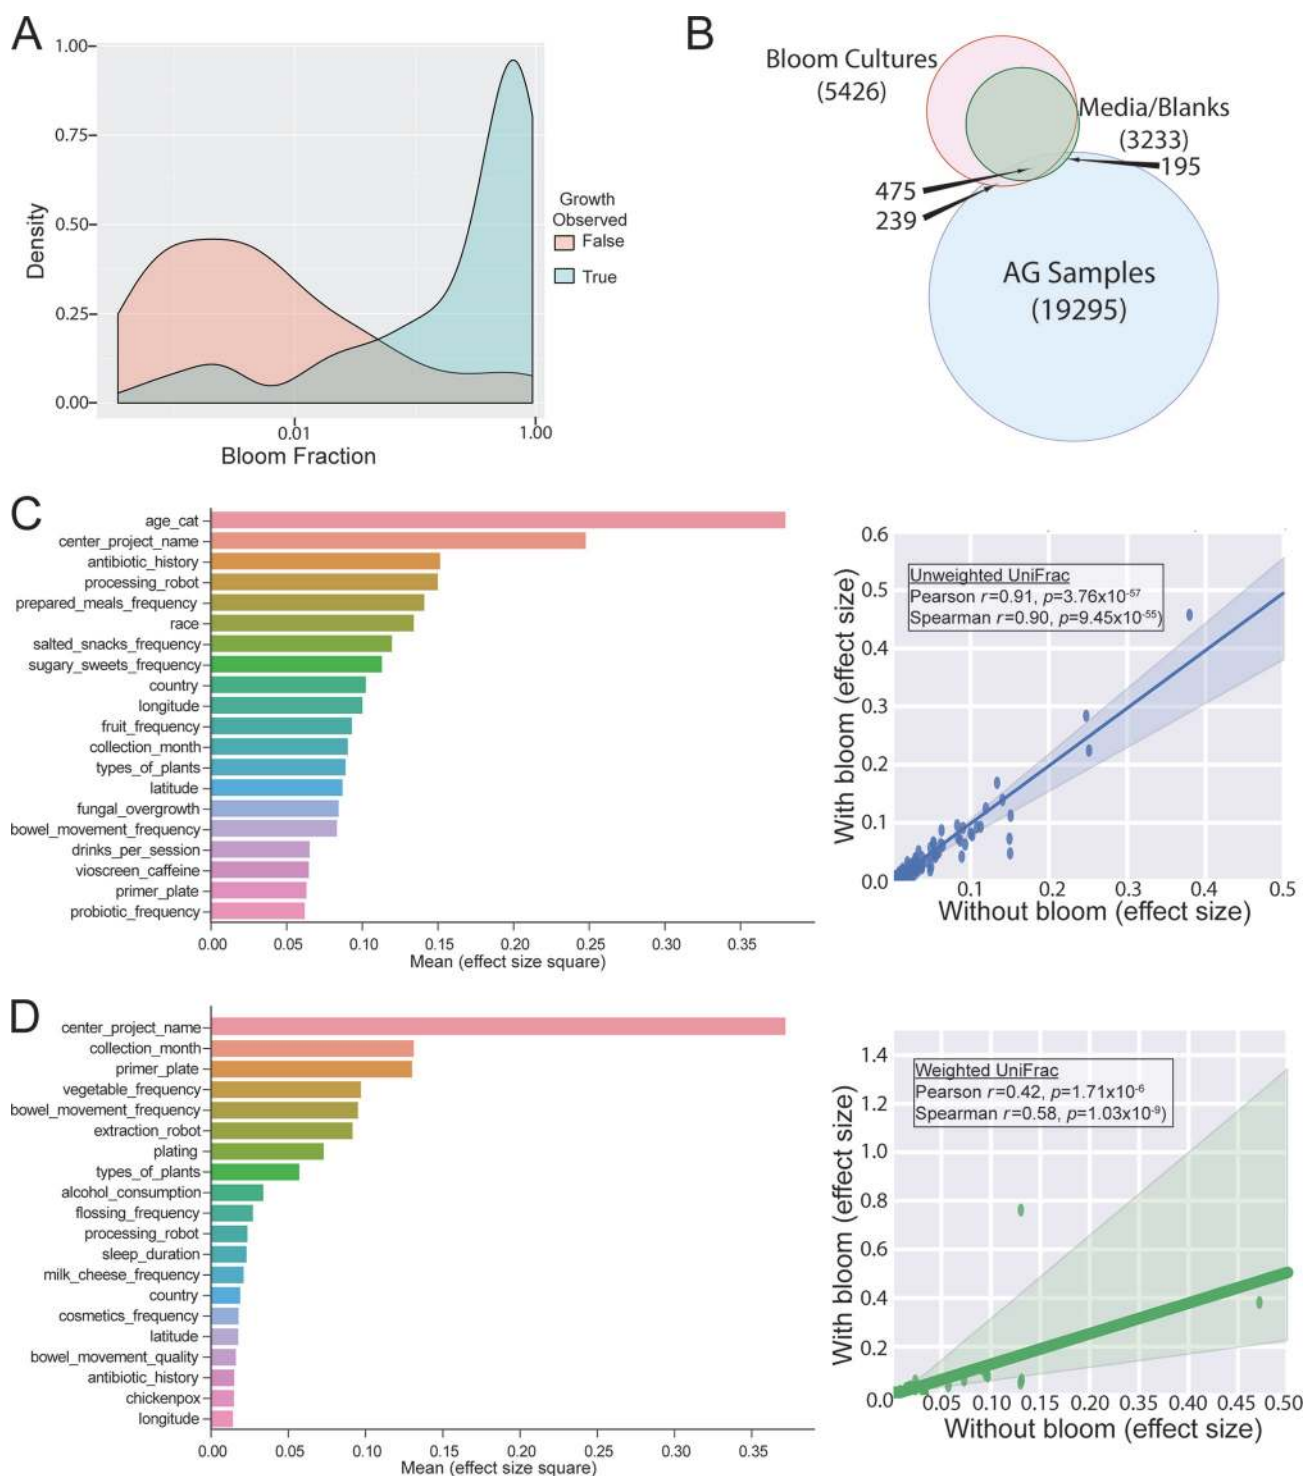 A
1.00
0.75
0.50
0.25
0.00
Density
0.01
1.00
Bloom Fraction
Growth
Observed
False
True
B
Bloom Cultures
(5426)
Media/Blanks
(3233)
195
475
239
AG Samples
(19295)
C
age_cat
center_project_name
antibiotic_history
processing_robot
prepared_meals_frequency
race
salted_snacks_frequency
sugary_sweets_frequency
country
longitude
fruit_frequency
collection_month
types_of_plants
latitude
fungal_overgrowth
bowel_movement_frequency
drinks_per_session
vioscreen_caffeine
primer_plate
probiotic_frequency
0.00 0.05 0.10 0.15 0.20 0.25 0.30 0.35
Mean (effect size square)
0.6
0.5
0.4
0.3
0.2
0.1
0.0
With bloom (effect size)
Unweighted UniFrac
Pearson r=0.91, p=3.76x10⁻⁵⁷
Spearman r=0.90, p=9.45x10⁻⁵⁵)
0.1 0.2 0.3 0.4 0.5
Without bloom (effect size)
D
center_project_name
collection_month
primer_plate
vegetable_frequency
bowel_movement_frequency
extraction_robot
plating
types_of_plants
alcohol_consumption
flossing_frequency
processing_robot
sleep_duration
milk_cheese_frequency
country
cosmetics_frequency
latitude
bowel_movement_quality
antibiotic_history
chickenpox
longitude
0.00 0.05 0.10 0.15 0.20 0.25 0.30 0.35
Mean (effect size square)
1.4
1.2
1.0
0.8
0.6
0.4
0.2
0.0
With bloom (effect size)
Weighted UniFrac
Pearson r=0.42, p=1.71x10⁻⁶
Spearman r=0.58, p=1.03x10⁻⁹)
0.05 0.10 0.15 0.20 0.25 0.30 0.35 0.40 0.45 0.50
Without bloom (effect size)